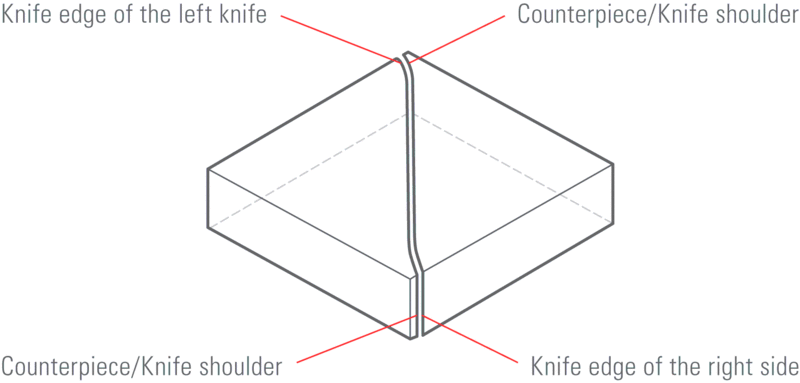 Knife edge of the left knife
Counterpiece/Knife shoulder
Counterpiece/Knife shoulder
Knife edge of the right side